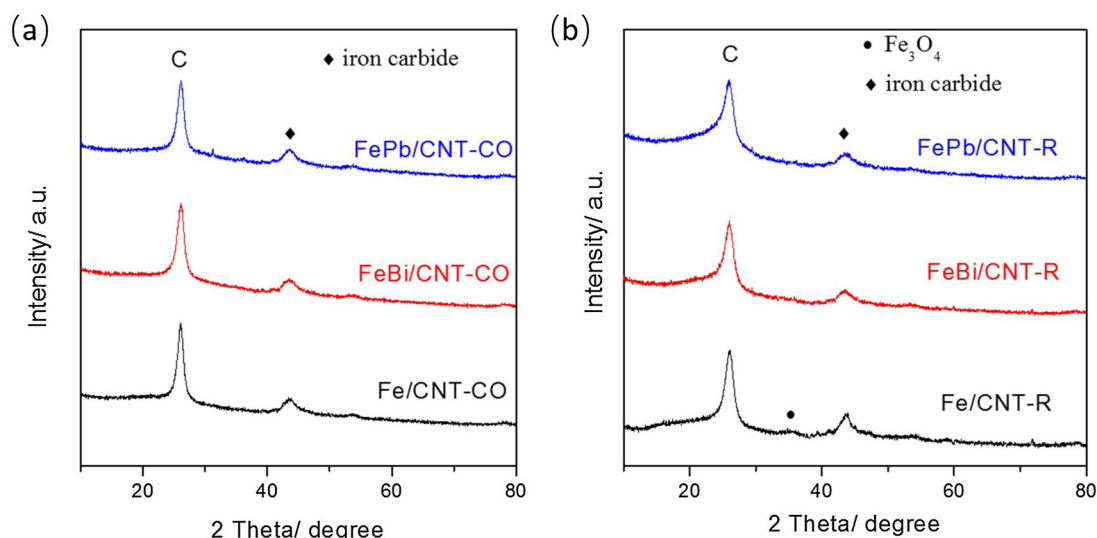 (a)
C
◆ iron carbide
FePb/CNT-CO
FeBi/CNT-CO
Fe/CNT-CO
Intensity/ a.u.
20 40 60 80
2 Theta/ degree
(b)
● Fe₃O₄
C
◆ iron carbide
FePb/CNT-R
FeBi/CNT-R
Fe/CNT-R
Intensity/ a.u.
20 40 60 80
2 Theta/ degree